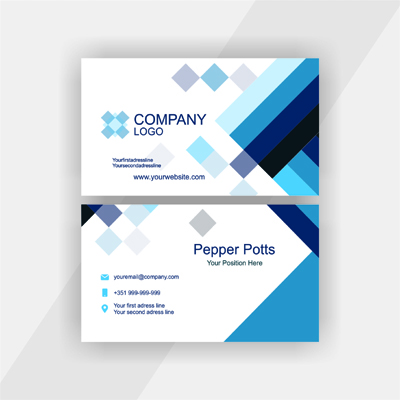 COMPANY
LOGO
Yourfirstadressline
Yoursecondadressline
www.yourwebsite.com
Pepper Potts
Your Position Here
youremail@company.com
+351 999-999-999
Your first adress line
Your second adress line